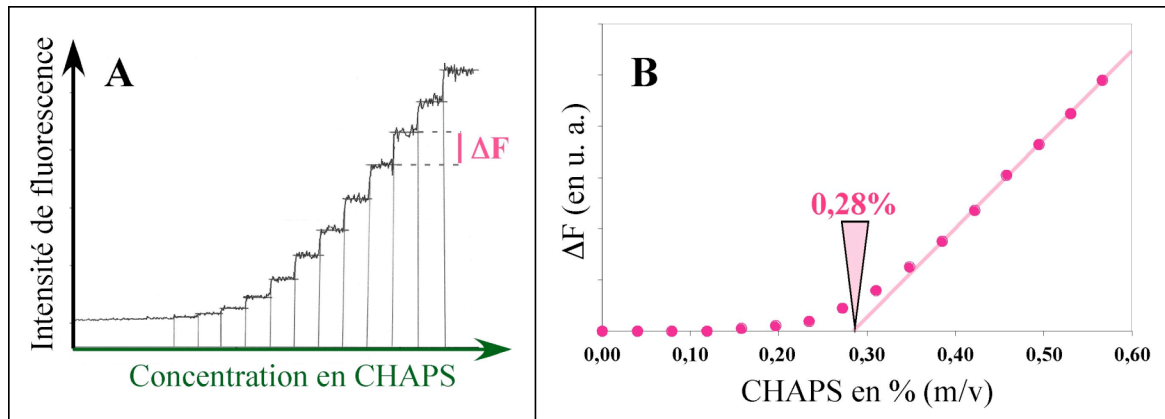 A
Intensité de fluorescence
ΔF
Concentration en CHAPS
B
ΔF (en u. a.)
0,28%
0,00 0,10 0,20 0,30 0,40 0,50 0,60
CHAPS en % (m/v)